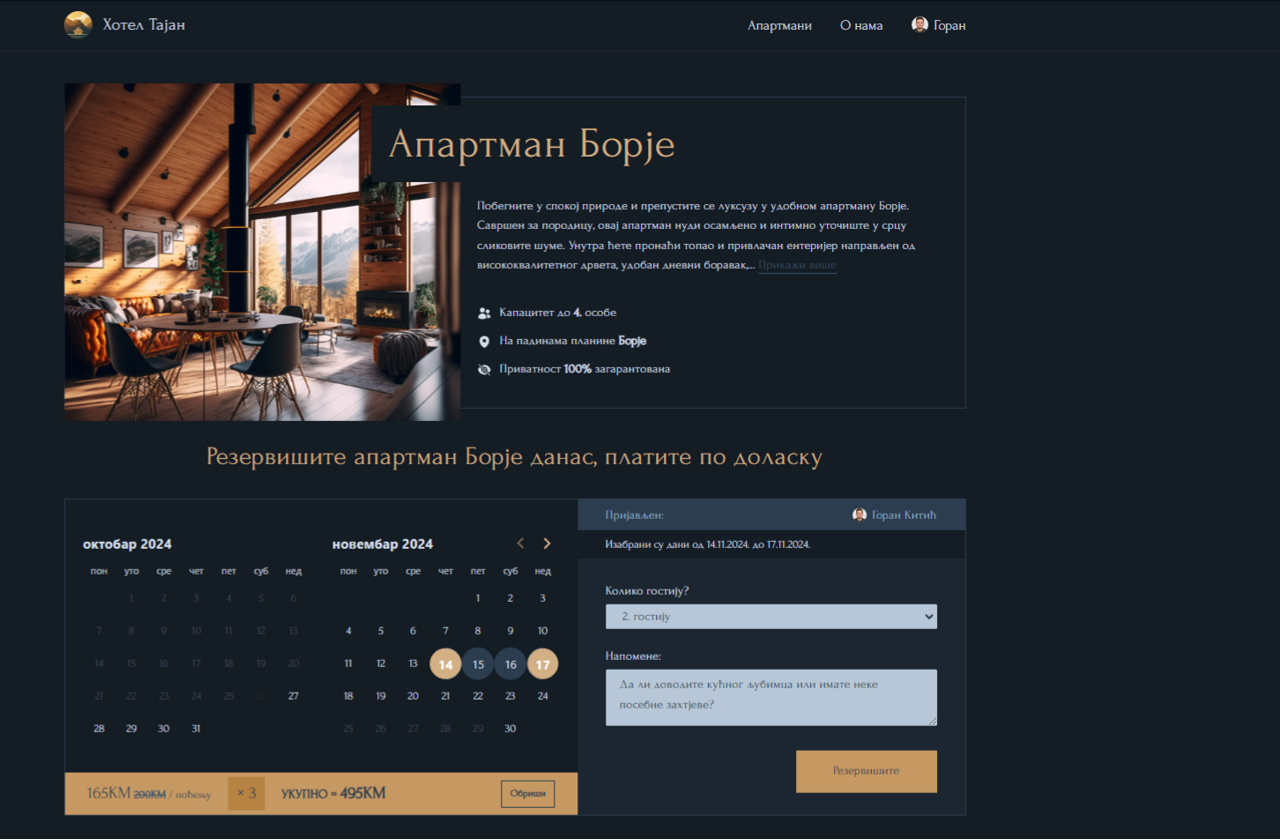 Хотел Тајан
Апартмани О нама Горан
Апартман Борје
Побегните у спокој природе и препустите се луксузу у удобном апартману Борје.
Савршен за породицу, овај апартман нуди осамљено и интимно уточиште у срцу
сликовите шуме. Унутра ћете пронаћи топао и привлачан ентеријер направљен од
висококвалитетног дрвета, удобан дневни боравак,... Прикажи више
Капацитет до 4. особе
На падинама планине Борје
Приватност 100% загарантована
Резервишите апартман Борје данас, платите по доласку
октобар 2024
пон уто сре чет пет суб нед
1 2 3 4 5 6
7 8 9 10 11 12 13
14 15 16 17 18 19 20
21 22 23 24 25 26 27
28 29 30 31
новембар 2024
пон уто сре чет пет суб нед
1 2 3
4 5 6 7 8 9 10
11 12 13 14 15 16 17
18 19 20 21 22 23 24
25 26 27 28 29 30
165КМ 200КМ / ноћењу × 3 УКУПНО = 495КМ Обриши
Пријављен: Горан Китић
Изабрани су дани од 14.11.2024. до 17.11.2024.
Колико гостију?
2. гостију
Напомене:
Да ли доводите кућног љубимца или имате неке
посебне захтјеве?
Резервишите